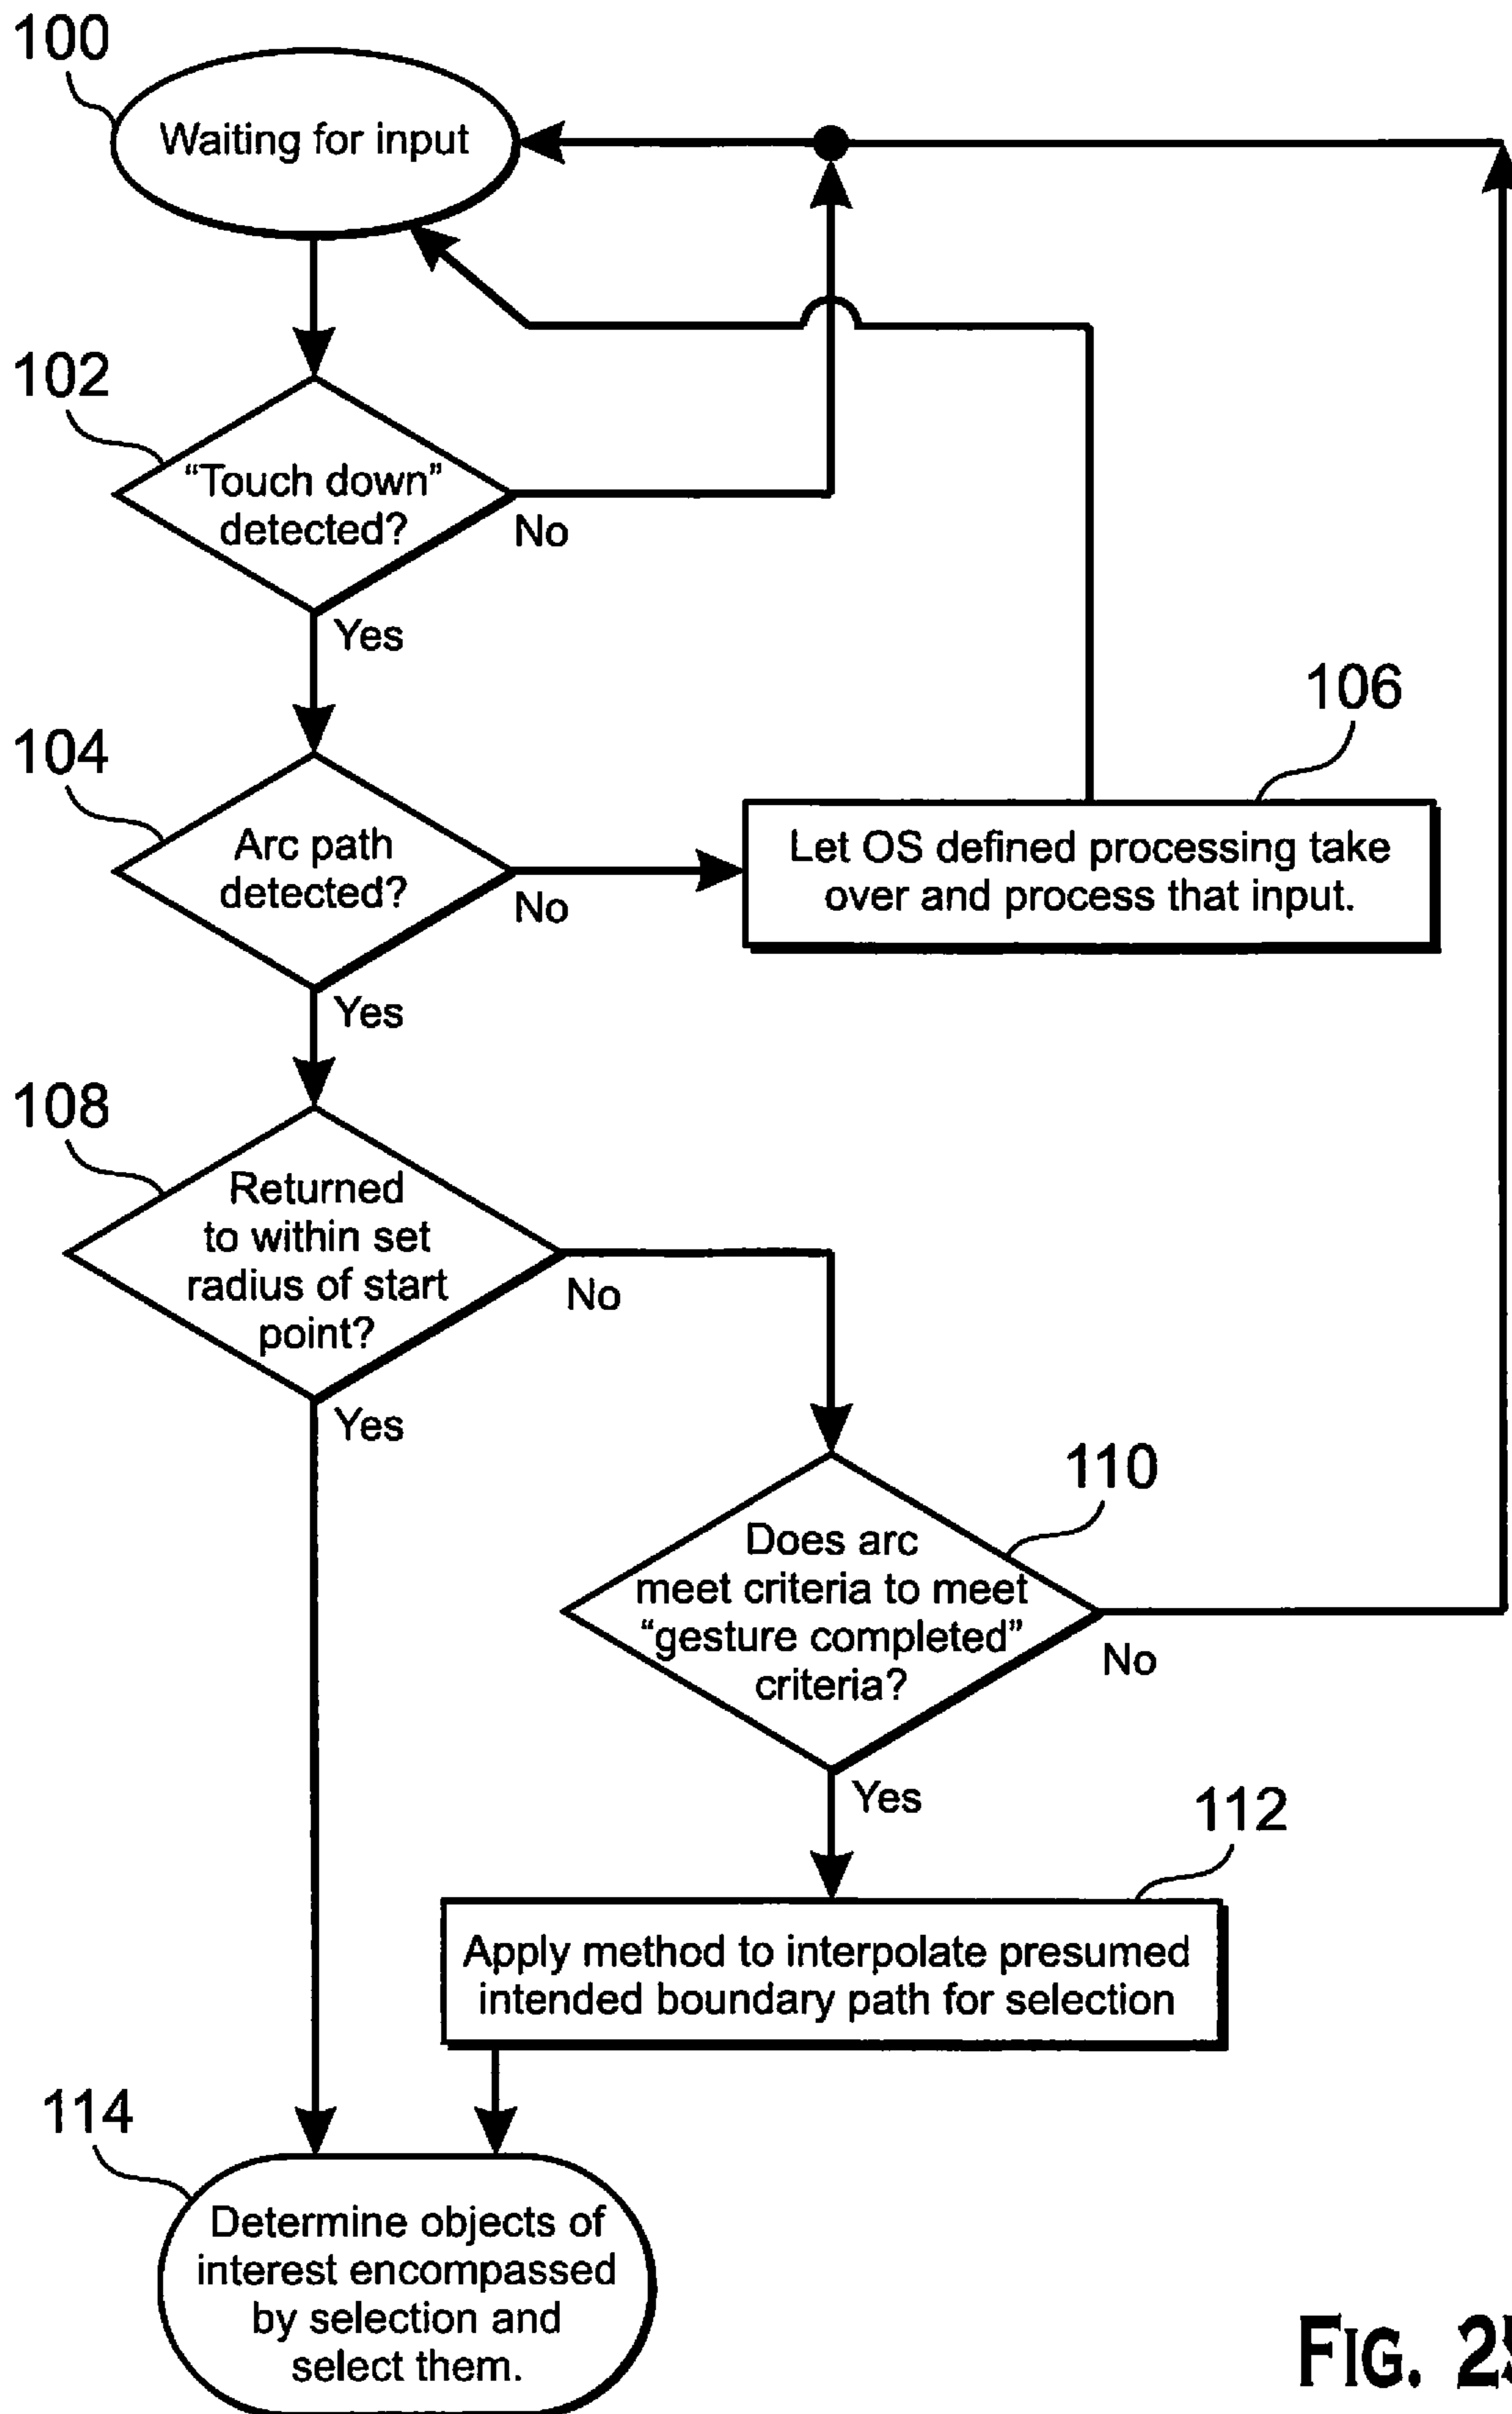 100
Waiting for input
102
“Touch down”
detected?
No
Yes
104
Arc path
detected?
No
Yes
106
Let OS defined processing take
over and process that input.
108
Returned
to within set
radius of start
point?
No
Yes
110
Does arc
meet criteria to meet
“gesture completed”
criteria?
No
Yes
112
Apply method to interpolate presumed
intended boundary path for selection
114
Determine objects of
interest encompassed
by selection and
select them.
FIG. 2